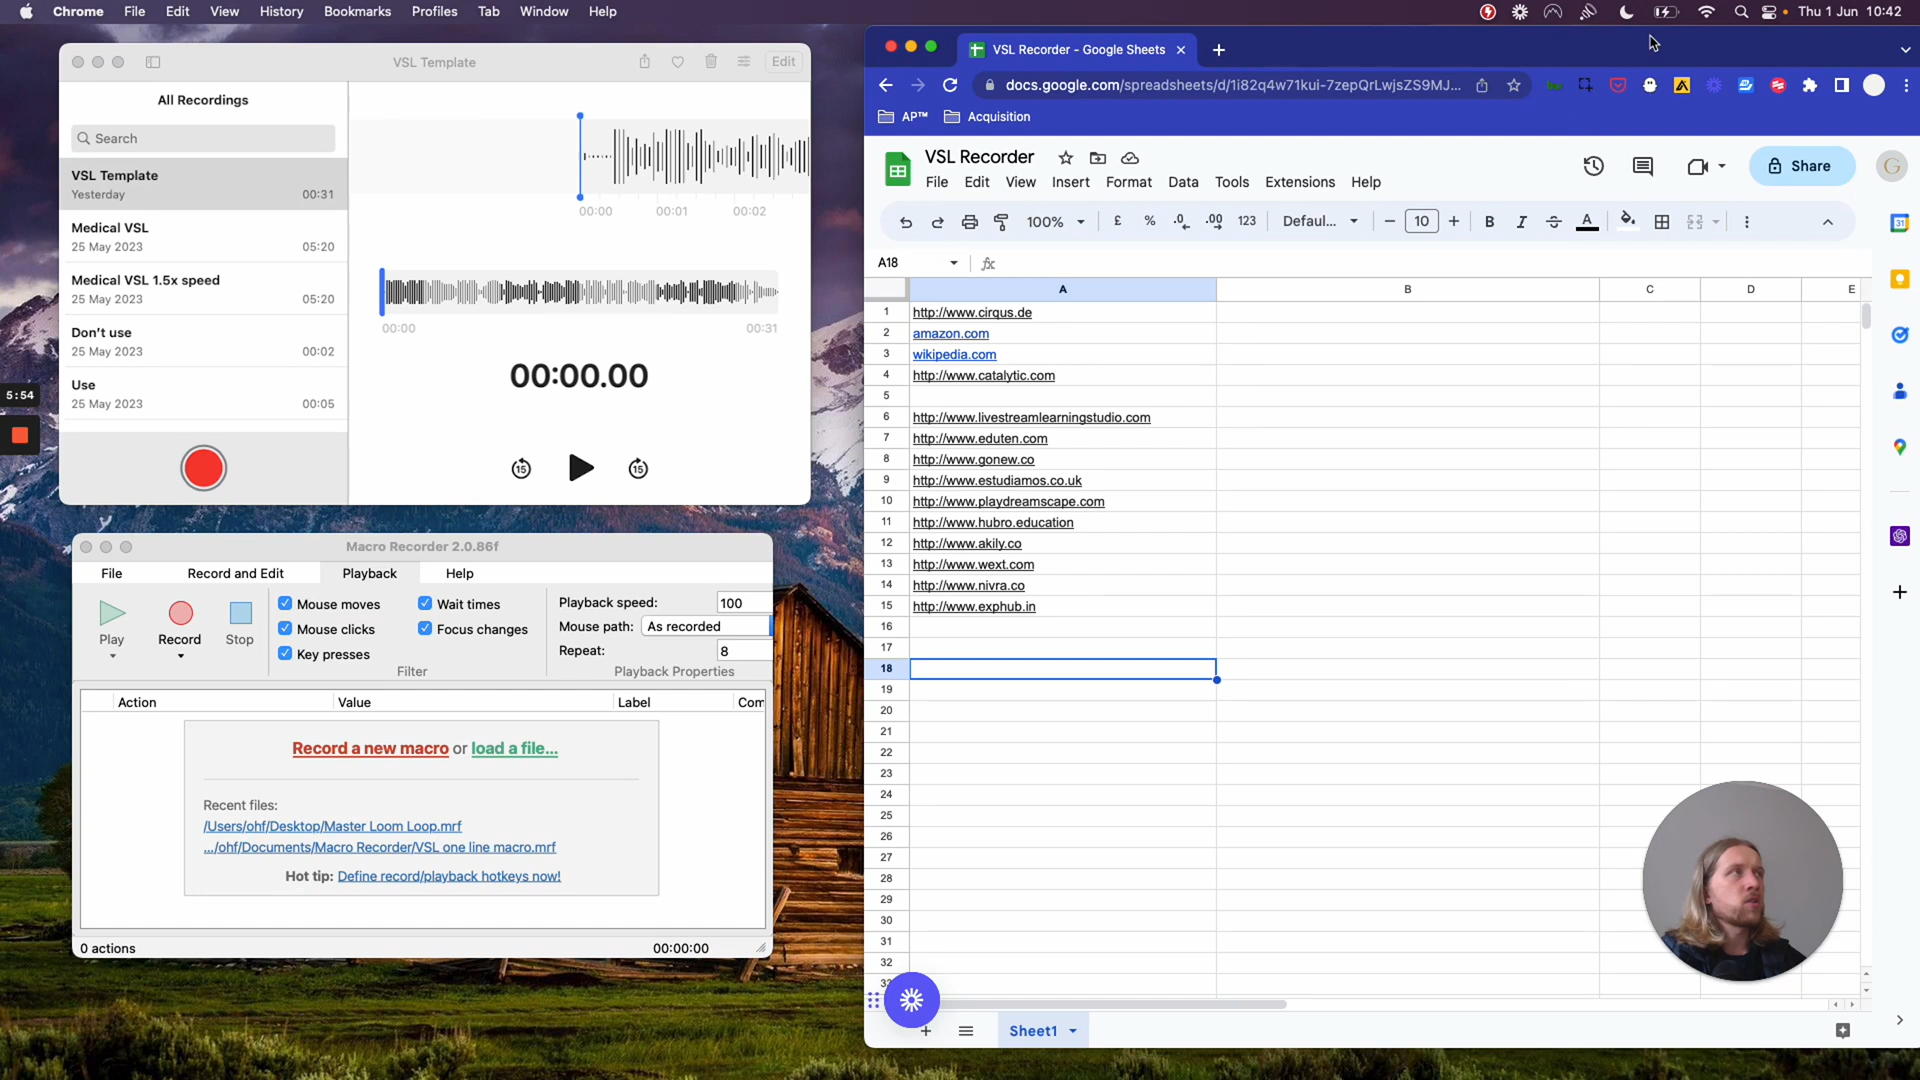 Chrome File Edit View History Bookmarks Profiles Tab Window Help
Thu 1 Jun 10:42
VSL Template
Edit
All Recordings
Search
VSL Template
Yesterday 00:31
Medical VSL
25 May 2023 05:20
Medical VSL 1.5x speed
25 May 2023 05:20
Don't use
25 May 2023 00:02
Use
25 May 2023 00:05
00:00 00:01 00:02
00:00 00:31
00:00.00
15 15
5:54
Macro Recorder 2.0.86f
File Record and Edit Playback Help
Play Record Stop
Mouse moves
Mouse clicks
Key presses
Wait times
Focus changes
Filter
Playback speed: 100
Mouse path: As recorded
Repeat: 8
Playback Properties
Action Value Label Com
Record a new macro or load a file...
Recent files:
/Users/ohf/Desktop/Master Loom Loop.mrf
.../ohf/Documents/Macro Recorder/VSL one line macro.mrf
Hot tip: Define record/playback hotkeys now!
0 actions 00:00:00
VSL Recorder - Google Sheets
docs.google.com/spreadsheets/d/1i82q4w71kui-7zepQrLwjsZS9MJ...
AP™ Acquisition
VSL Recorder
File Edit View Insert Format Data Tools Extensions Help
Share
G
100% £ % .0 .00 123 Defaul... 10 B I A
A18 fx
A B C D E
1 http://www.cirqus.de
2 amazon.com
3 wikipedia.com
4 http://www.catalytic.com
5
6 http://www.livestreamlearningstudio.com
7 http://www.eduten.com
8 http://www.gonew.co
9 http://www.estudiamos.co.uk
10 http://www.playdreamscape.com
11 http://www.hubro.education
12 http://www.akily.co
13 http://www.wext.com
14 http://www.nivra.co
15 http://www.exphub.in
16
17
18
19
20
21
22
23
24
25
26
27
28
29
30
31
32
33
Sheet1
31